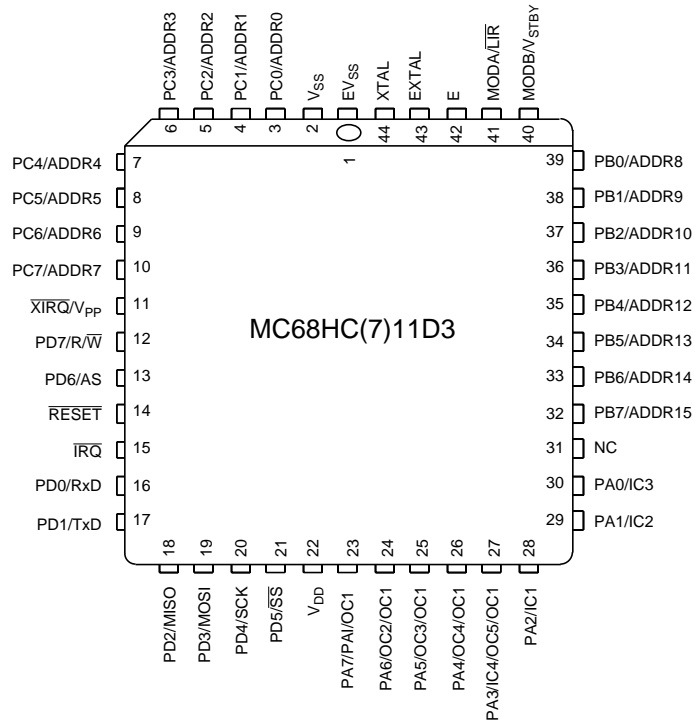 PC3/ADDR3
PC2/ADDR2
PC1/ADDR1
PC0/ADDR0
VSS
EVSS
XTAL
EXTAL
E
MODA/L̅I̅R̅
MODB/VSTBY
6
5
4
3
2
1
44
43
42
41
40
PC4/ADDR4 7
PC5/ADDR5 8
PC6/ADDR6 9
PC7/ADDR7 10
X̅I̅R̅Q̅/VPP 11
PD7/R/W̅ 12
PD6/AS 13
R̅E̅S̅E̅T̅ 14
I̅R̅Q̅ 15
PD0/RxD 16
PD1/TxD 17
MC68HC(7)11D3
39 PB0/ADDR8
38 PB1/ADDR9
37 PB2/ADDR10
36 PB3/ADDR11
35 PB4/ADDR12
34 PB5/ADDR13
33 PB6/ADDR14
32 PB7/ADDR15
31 NC
30 PA0/IC3
29 PA1/IC2
18
19
20
21
22
23
24
25
26
27
28
PD2/MISO
PD3/MOSI
PD4/SCK
PD5/S̅S̅
VDD
PA7/PAI/OC1
PA6/OC2/OC1
PA5/OC3/OC1
PA4/OC4/OC1
PA3/IC4/OC5/OC1
PA2/IC1